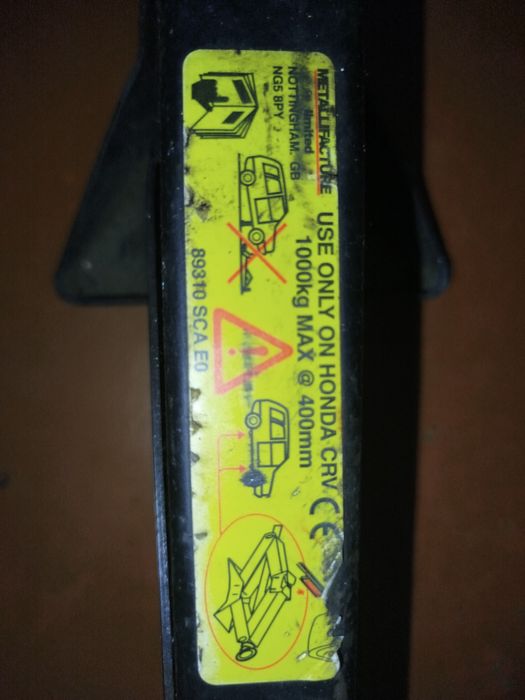 METALLIFACTURE
limited
NOTTINGHAM. GB
NG5 8PY
USE ONLY ON HONDA CRV CE
1000kg MAX @ 400mm
89310 SCA E0